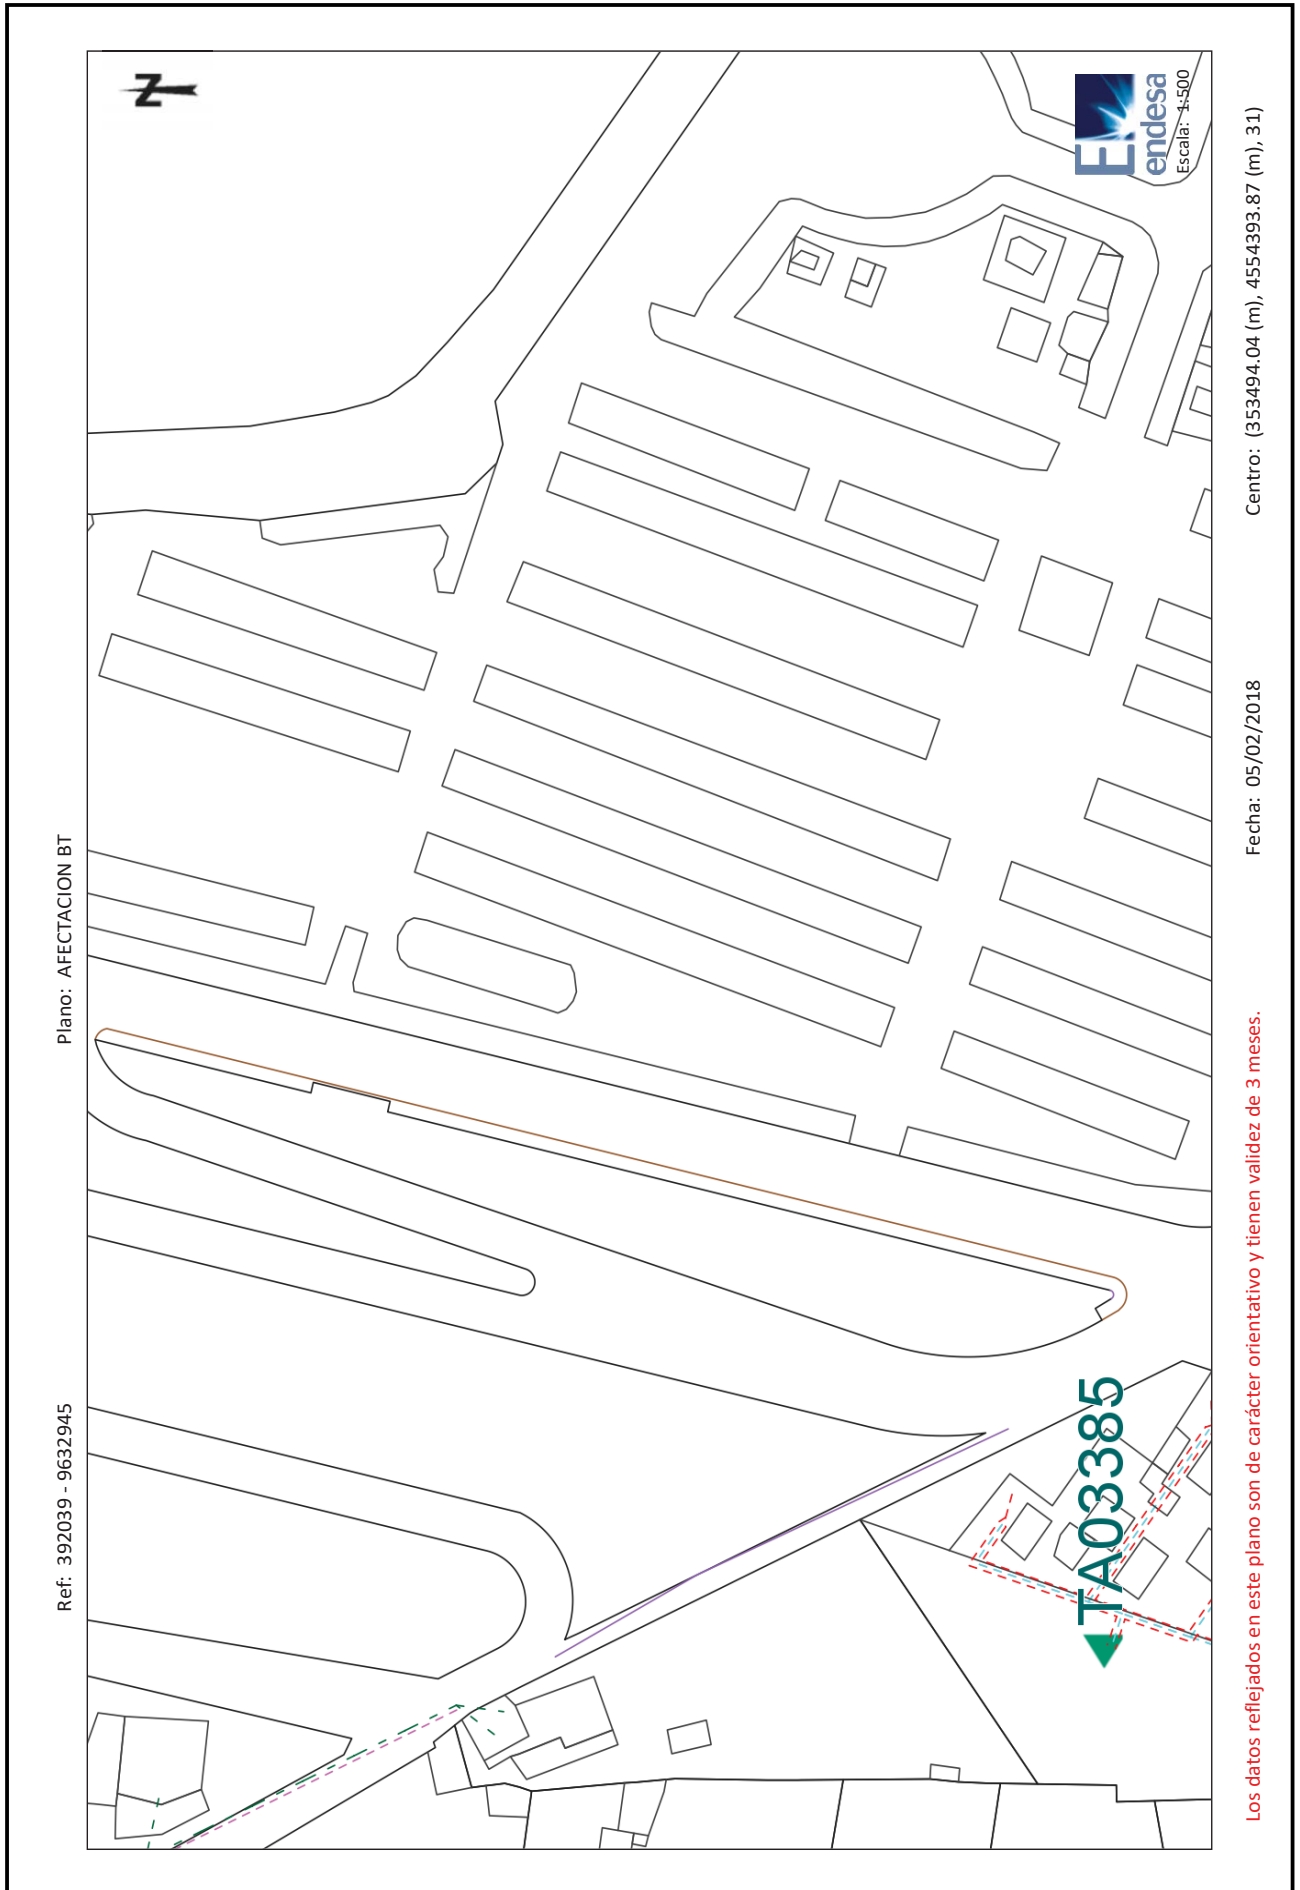 Ref: 392039 - 9632945
Plano: AFECTACION BT
N
endesa
Escala: 1:500
TA03385
Los datos reflejados en este plano son de carácter orientativo y tienen validez de 3 meses.
Fecha: 05/02/2018
Centro: (353494.04 (m), 4554393.87 (m), 31)